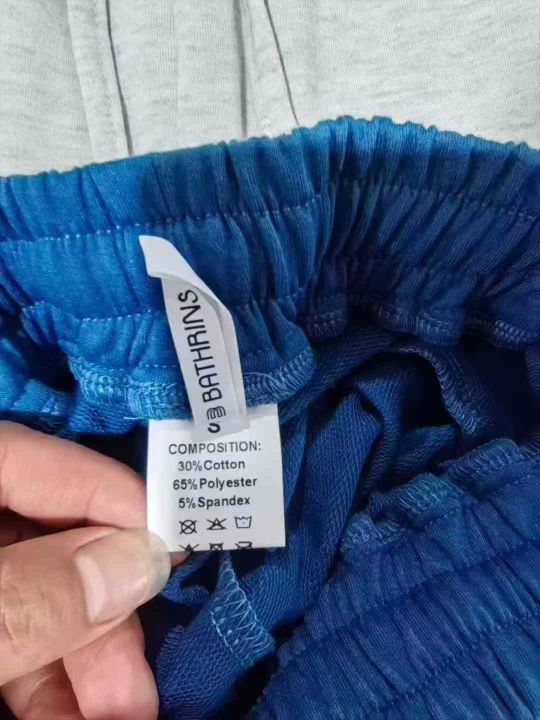 BATHRINS
COMPOSITION:
30%Cotton
65%Polyester
5%Spandex